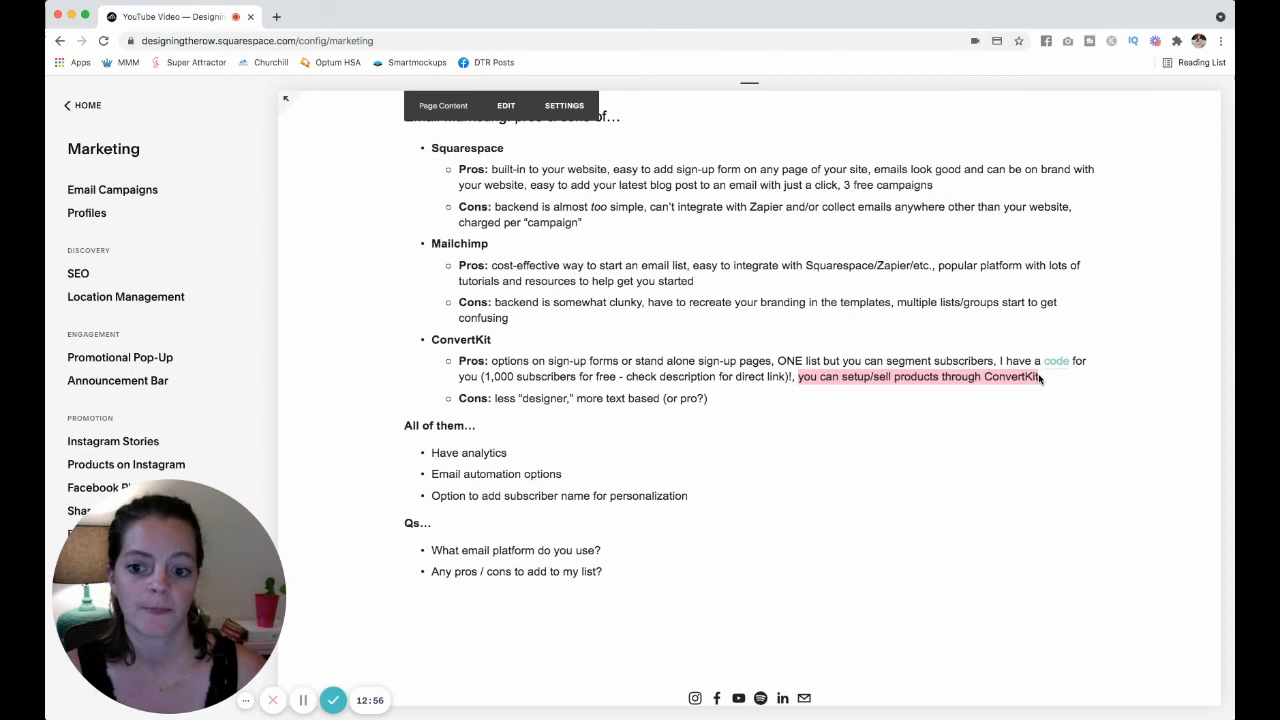 YouTube Video — Designin
designingtherow.squarespace.com/config/marketing
Apps
MMM
Super Attractor
Churchill
Optum HSA
Smartmockups
DTR Posts
Reading List
HOME
Marketing
Email Campaigns
Profiles
DISCOVERY
SEO
Location Management
ENGAGEMENT
Promotional Pop-Up
Announcement Bar
PROMOTION
Instagram Stories
Products on Instagram
Facebook
Page Content EDIT SETTINGS
of…
• Squarespace
Pros: built-in to your website, easy to add sign-up form on any page of your site, emails look good and can be on brand with
your website, easy to add your latest blog post to an email with just a click, 3 free campaigns
Cons: backend is almost too simple, can’t integrate with Zapier and/or collect emails anywhere other than your website,
charged per “campaign”
• Mailchimp
Pros: cost-effective way to start an email list, easy to integrate with Squarespace/Zapier/etc., popular platform with lots of
tutorials and resources to help get you started
Cons: backend is somewhat clunky, have to recreate your branding in the templates, multiple lists/groups start to get
confusing
• ConvertKit
Pros: options on sign-up forms or stand alone sign-up pages, ONE list but you can segment subscribers, I have a code for
you (1,000 subscribers for free - check description for direct link)!, you can setup/sell products through ConvertKit
Cons: less “designer,” more text based (or pro?)
All of them…
• Have analytics
• Email automation options
• Option to add subscriber name for personalization
Qs…
• What email platform do you use?
• Any pros / cons to add to my list?
12:56